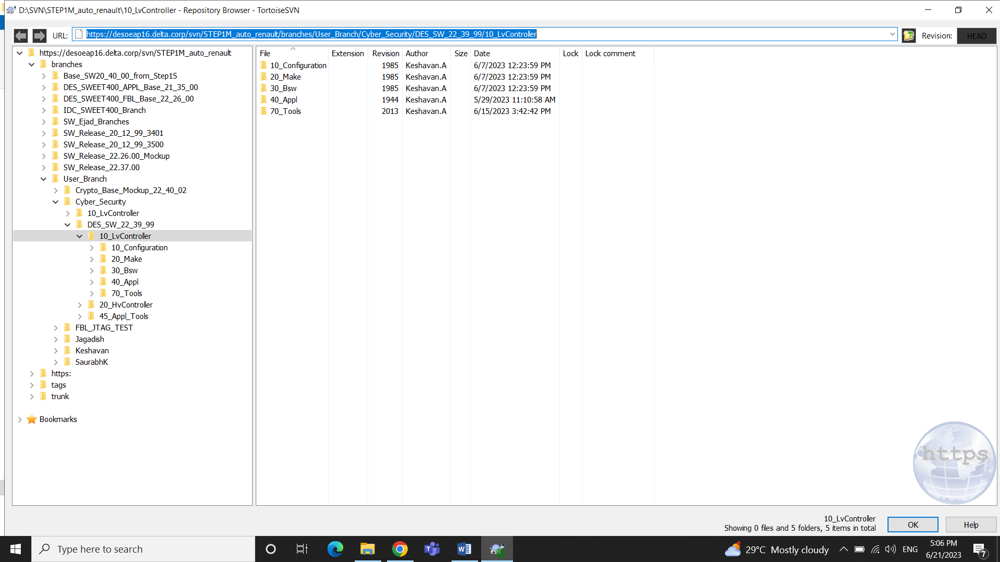 D:\SVN\STEP1M_auto_renault\10_LvController - Repository Browser - TortoiseSVN
URL: https://desoeap16.delta.corp/svn/STEP1M_auto_renault/branches/User_Branch/Cyber_Security/DES_SW_22_39_99/10_LvController Revision: HEAD
https://desoeap16.delta.corp/svn/STEP1M_auto_renault
branches
Base_SW20_40_00_from_Step1S
DES_SWEET400_APPL_Base_21_35_00
DES_SWEET400_FBL_Base_22_26_00
IDC_SWEET400_Branch
SW_Ejad_Branches
SW_Release_20_12_99_3401
SW_Release_20_12_99_3500
SW_Release_22.26.00_Mockup
SW_Release_22.37.00
User_Branch
Crypto_Base_Mockup_22_40_02
Cyber_Security
10_LvController
DES_SW_22_39_99
10_LvController
10_Configuration
20_Make
30_Bsw
40_Appl
70_Tools
20_HvController
45_Appl_Tools
FBL_JTAG_TEST
Jagadish
Keshavan
SaurabhK
https:
tags
trunk
Bookmarks
File Extension Revision Author Size Date Lock Lock comment
10_Configuration 1985 Keshavan.A 6/7/2023 12:23:59 PM
20_Make 1985 Keshavan.A 6/7/2023 12:23:59 PM
30_Bsw 1985 Keshavan.A 6/7/2023 12:23:59 PM
40_Appl 1944 Keshavan.A 5/29/2023 11:10:58 AM
70_Tools 2013 Keshavan.A 6/15/2023 3:42:42 PM
https
10_LvController
Showing 0 files and 5 folders, 5 items in total
OK Help
Type here to search
29°C Mostly cloudy
ENG
5:06 PM
6/21/2023
7